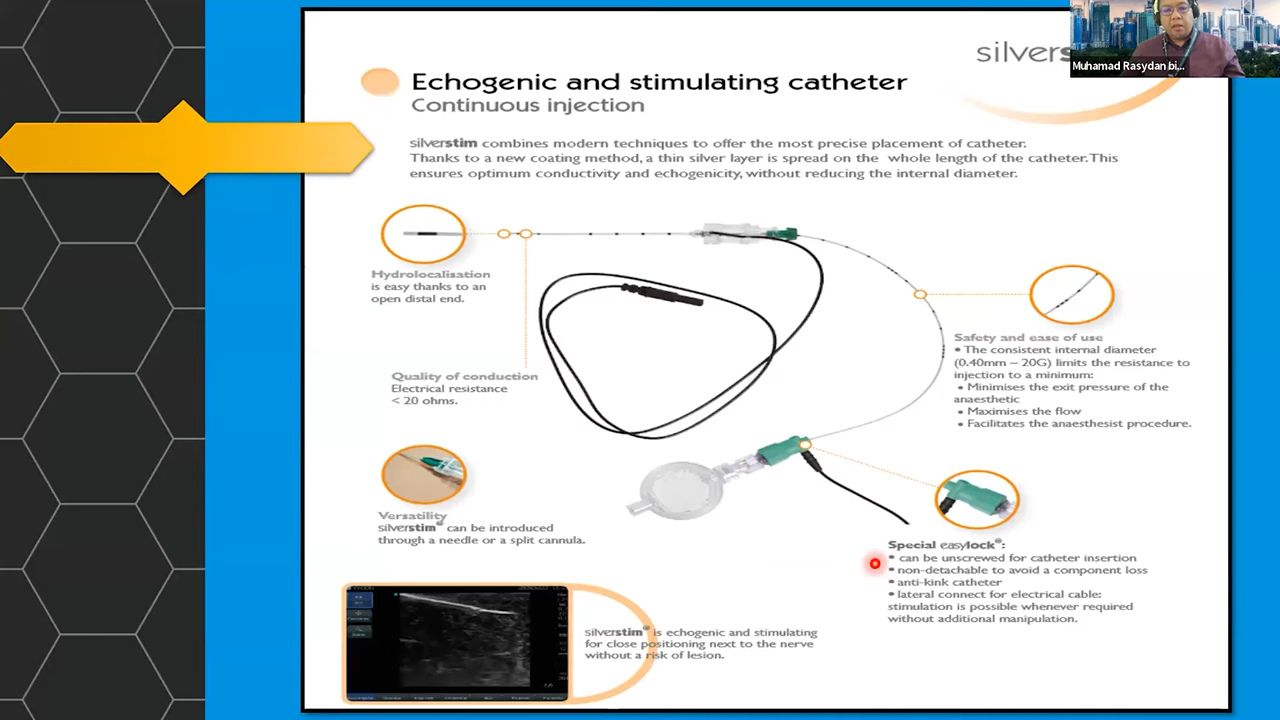 silvers
Muhamad Rasydan bi...
Echogenic and stimulating catheter
Continuous injection
silverstim combines modern techniques to offer the most precise placement of catheter.
Thanks to a new coating method, a thin silver layer is spread on the whole length of the catheter. This
ensures optimum conductivity and echogenicity, without reducing the internal diameter.
Hydrolocalisation
is easy thanks to an
open distal end.
Quality of conduction
Electrical resistance
< 20 ohms.
Versatility
silverstim® can be introduced
through a needle or a split cannula.
Safety and ease of use
• The consistent internal diameter
(0.40mm – 20G) limits the resistance to
injection to a minimum:
• Minimises the exit pressure of the
anaesthetic
• Maximises the flow
• Facilitates the anaesthesist procedure.
Special easylock®:
• can be unscrewed for catheter insertion
• non-detachable to avoid a component loss
• anti-kink catheter
• lateral connect for electrical cable:
stimulation is possible whenever required
without additional manipulation.
silverstim® is echogenic and stimulating
for close positioning next to the nerve
without a risk of lesion.